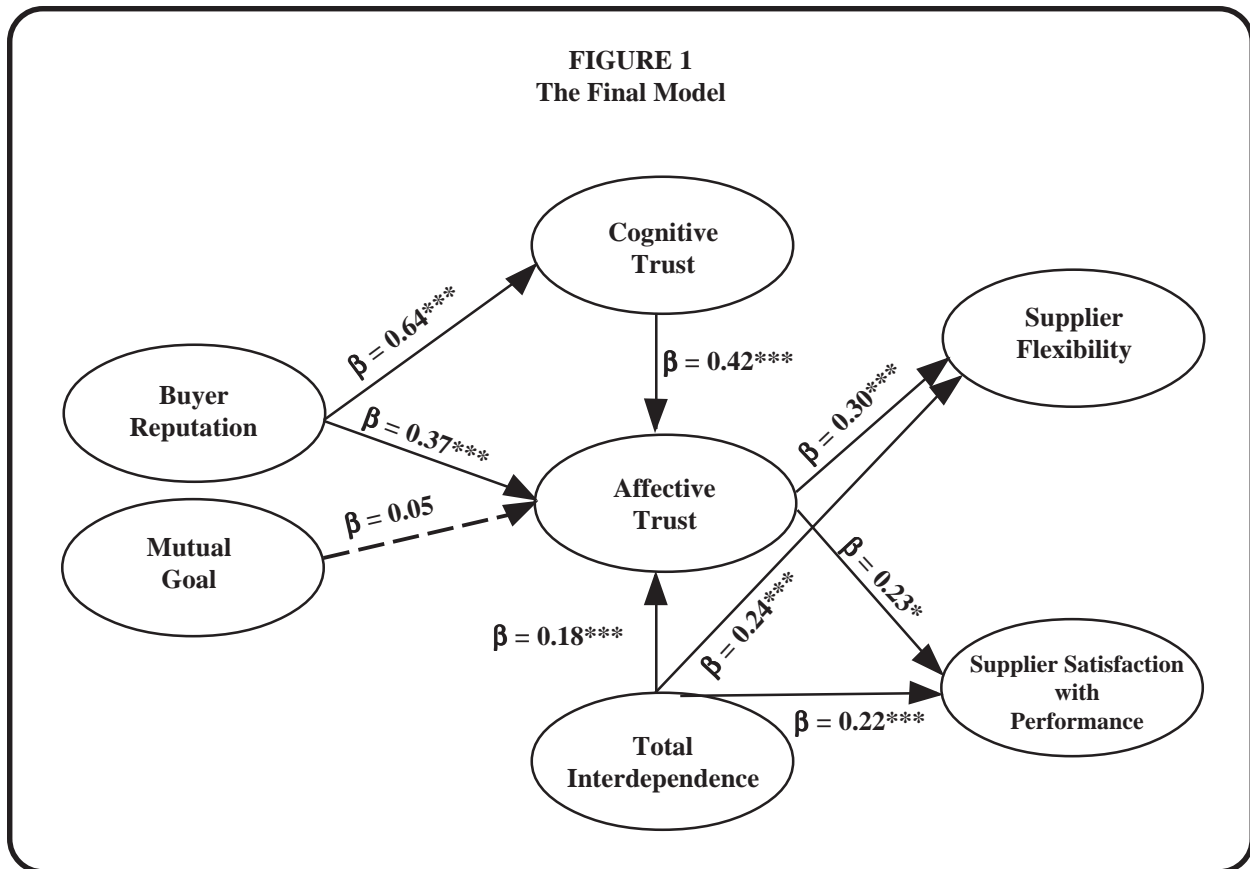 FIGURE 1
The Final Model
Cognitive
Trust
β = 0.64***
β = 0.42***
Supplier
Flexibility
Buyer
Reputation
β = 0.37***
β = 0.30***
Affective
Trust
β = 0.05
Mutual
Goal
β = 0.23*
β = 0.24***
β = 0.18***
Supplier Satisfaction
with
Performance
β = 0.22***
Total
Interdependence